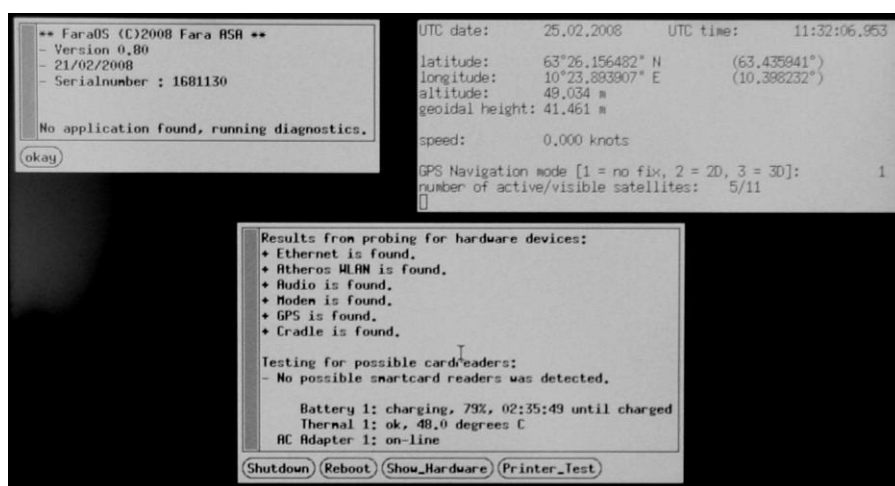 ** FaraOS (C)2008 Fara ASA **
- Version 0.80
- 21/02/2008
- Serialnumber : 1681130
No application found, running diagnostics.
okay
UTC date: 25.02.2008 UTC time: 11:32:06.953
latitude: 63°26.156482" N (63.435941°)
longitude: 10°23.893907" E (10.398232°)
altitude: 49.034 m
geoidal height: 41.461 m
speed: 0.000 knots
GPS Navigation mode [1 = no fix, 2 = 2D, 3 = 3D]: 1
number of active/visible satellites: 5/11
Results from probing for hardware devices:
+ Ethernet is found.
+ Atheros WLAN is found.
+ Audio is found.
+ Modem is found.
+ GPS is found.
+ Cradle is found.
Testing for possible cardreaders:
- No possible smartcard readers was detected.
Battery 1: charging, 79%, 02:35:49 until charged
Thermal 1: ok, 48.0 degrees C
AC Adapter 1: on-line
Shutdown Reboot Show_Hardware Printer_Test